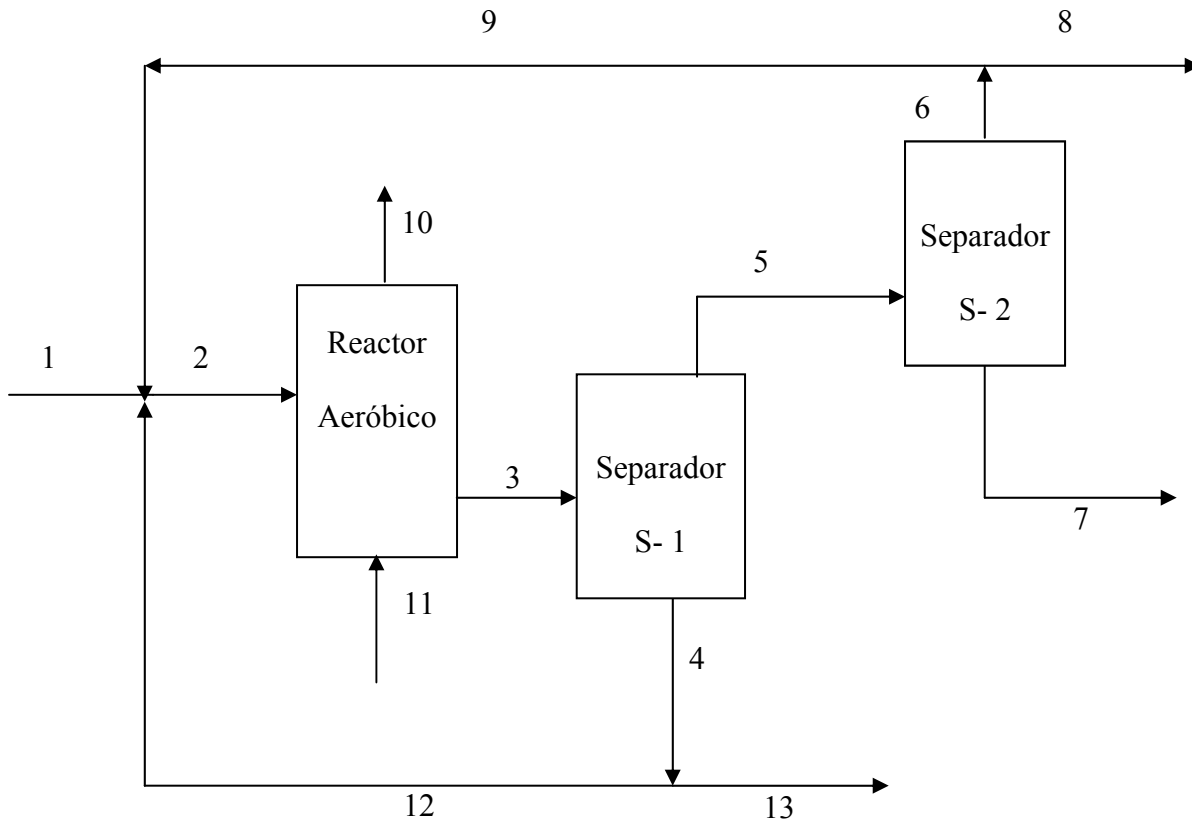 9
8
6
10
Separador
S- 2
5
1
2
Reactor
Aeróbico
3
Separador
S- 1
7
11
4
12
13